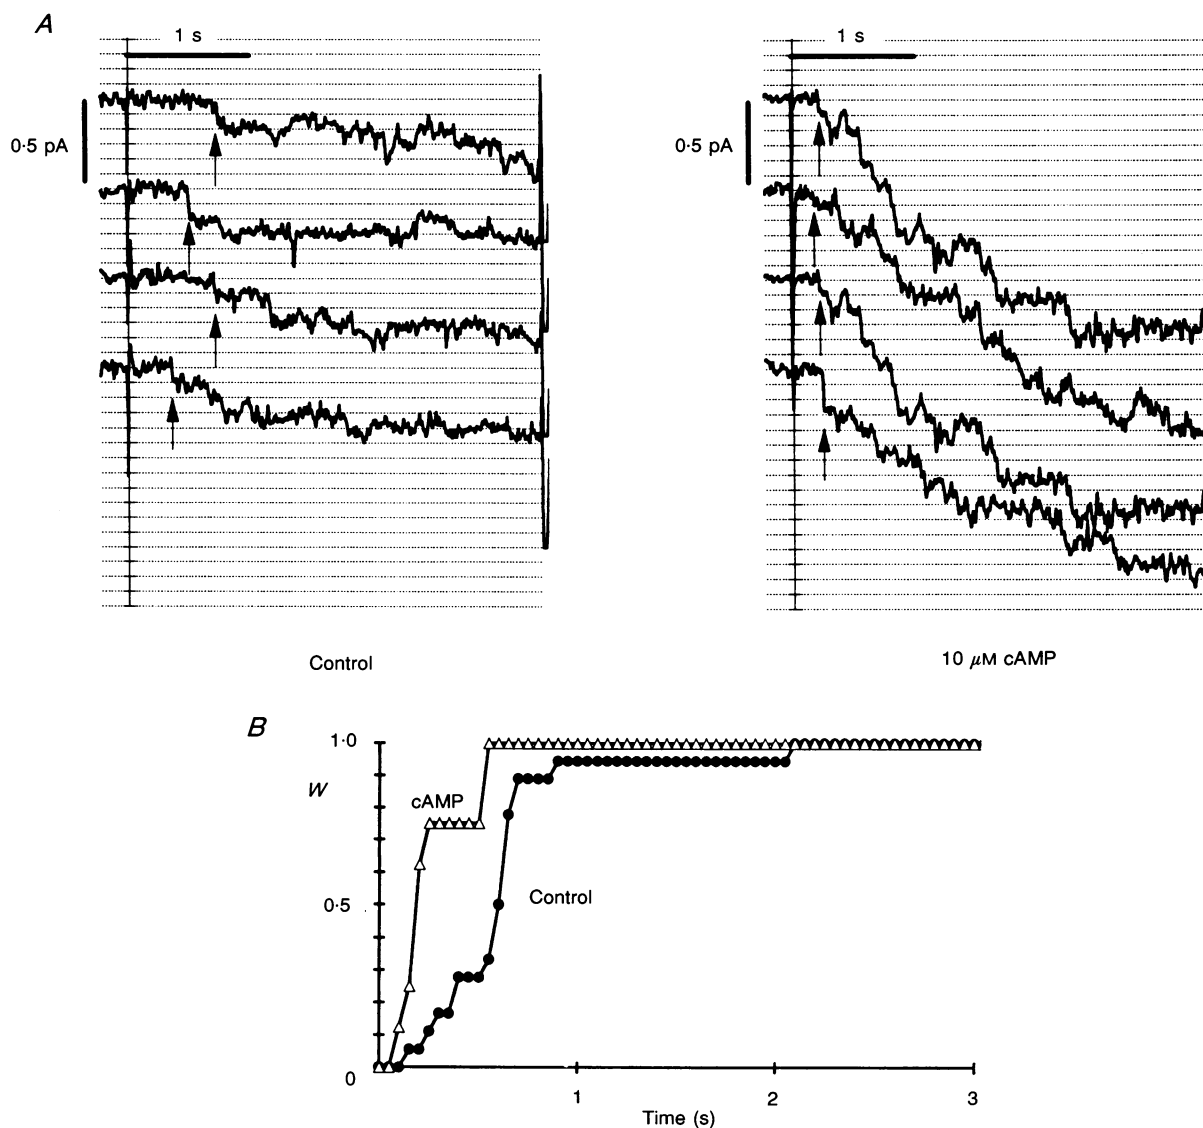 A
1 s
1 s
0·5 pA
0·5 pA
Control
10 μM cAMP
B
1·0
W
cAMP
0·5
Control
0
1
2
3
Time (s)